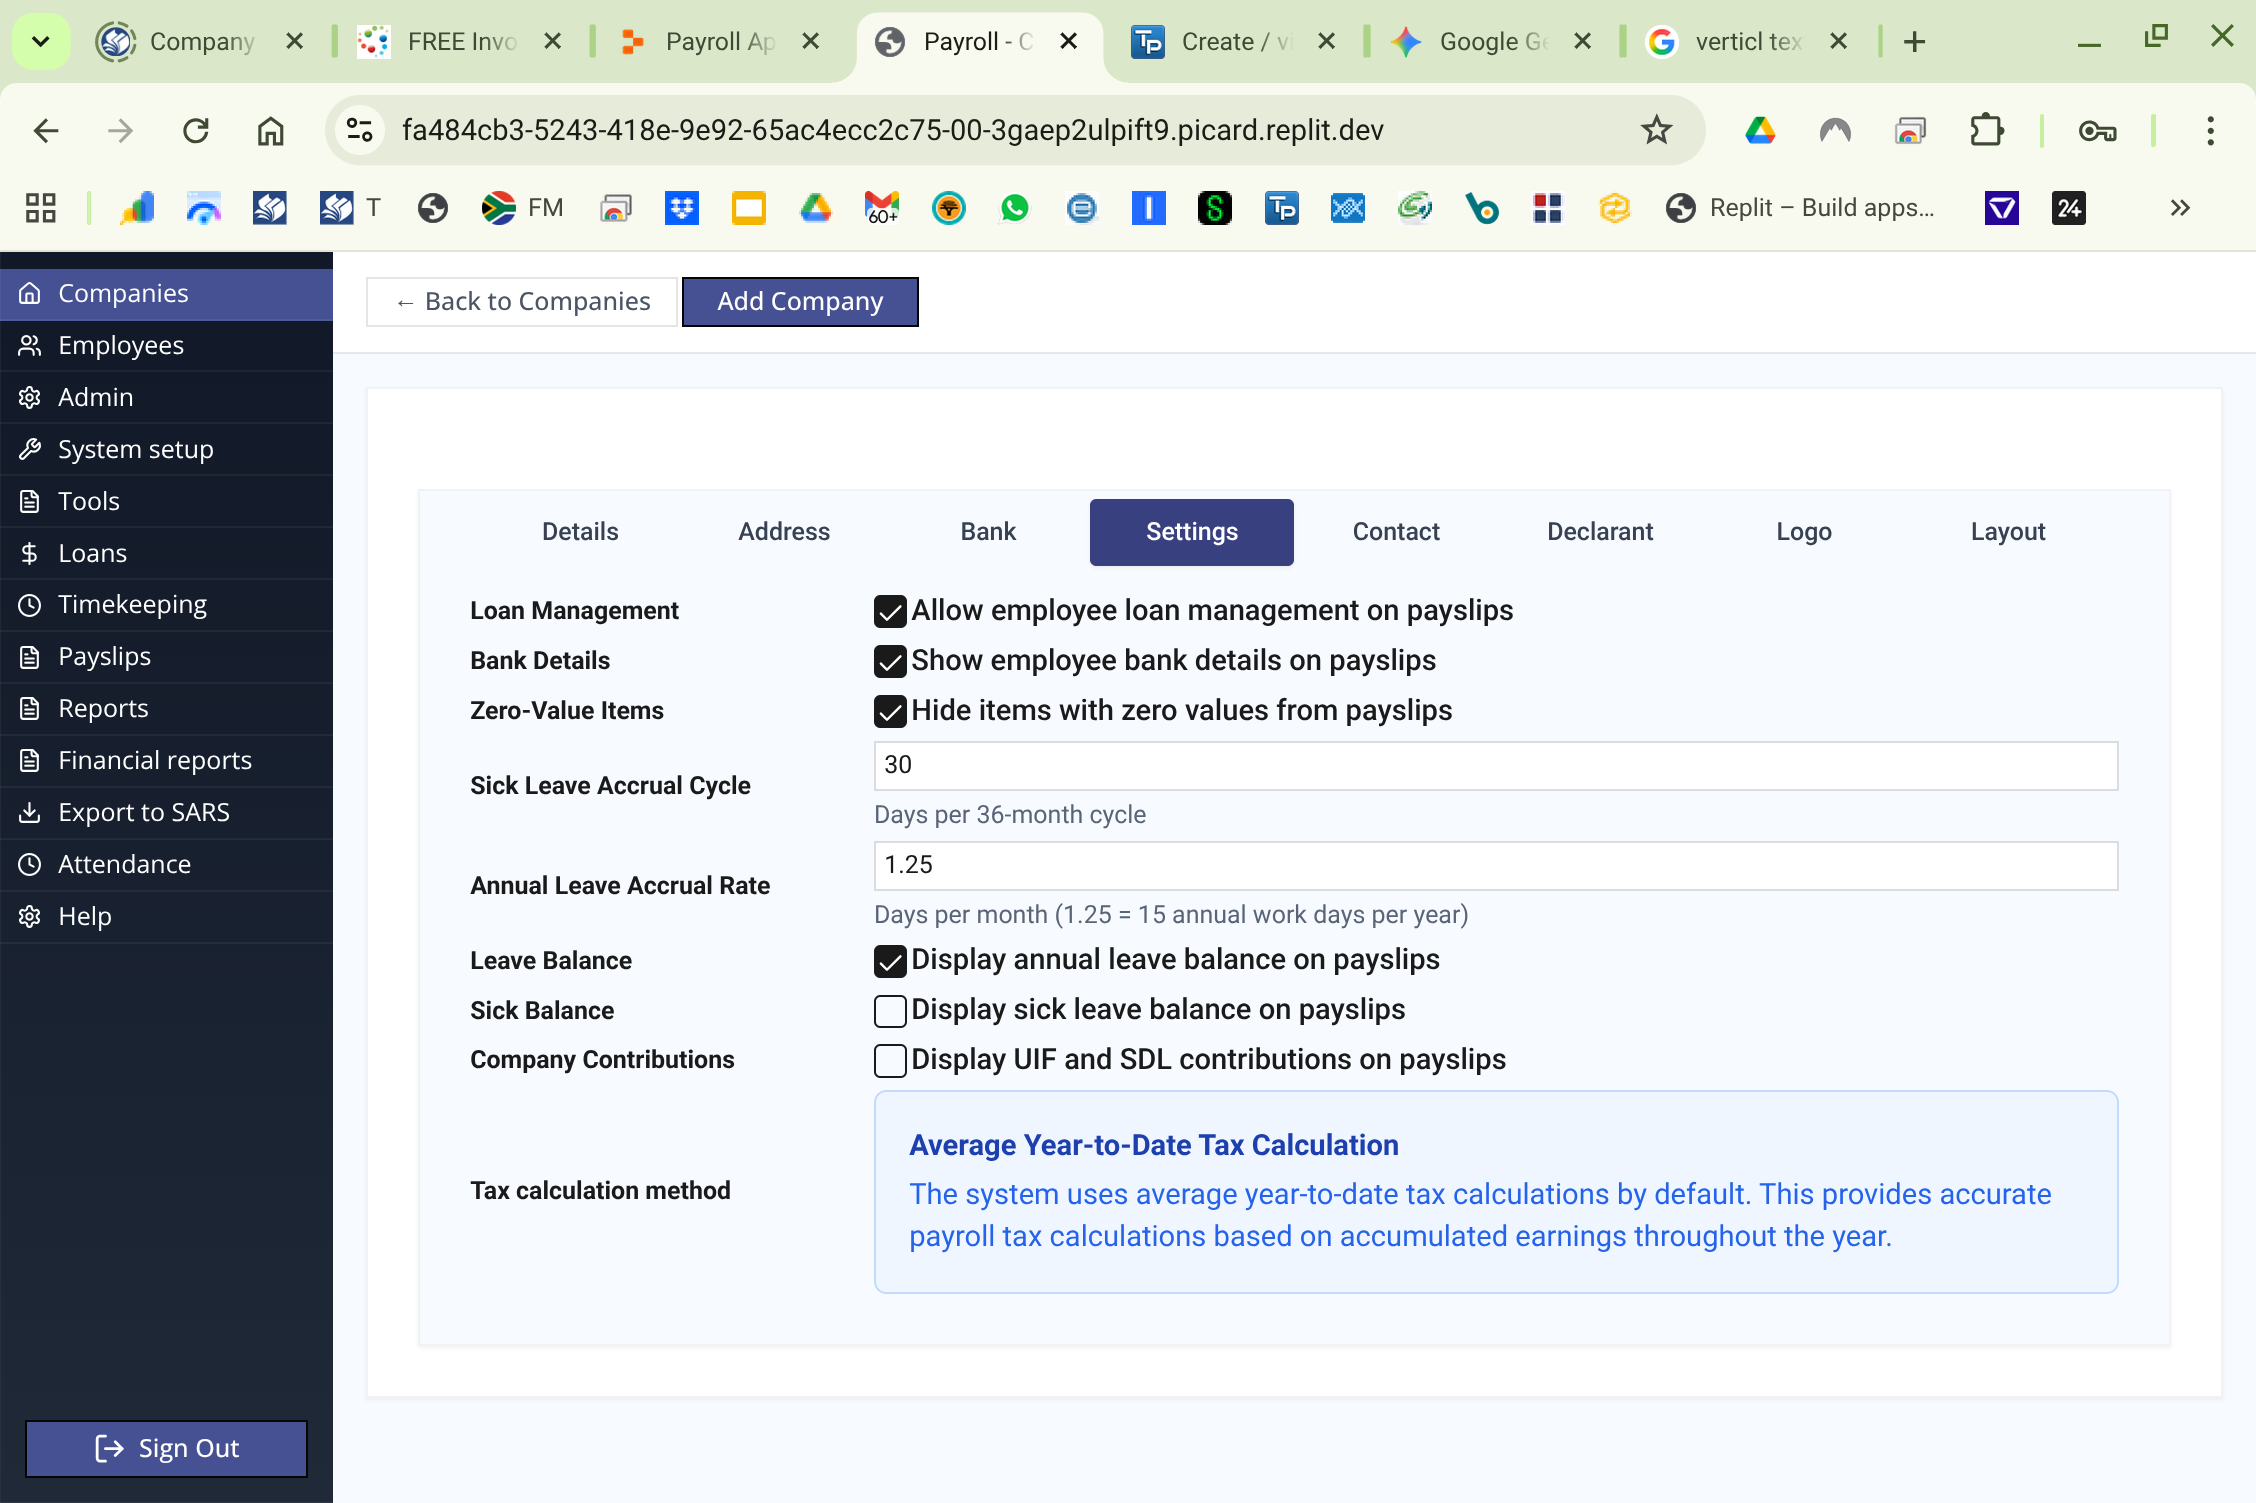 Company
FREE Invo
Payroll Ap
Payroll - C
Create / vi
Google Ge
verticl tex
fa484cb3-5243-418e-9e92-65ac4ecc2c75-00-3gaep2ulpift9.picard.replit.dev
T
FM
60+
Replit – Build apps...
24
Companies
Employees
Admin
System setup
Tools
Loans
Timekeeping
Payslips
Reports
Financial reports
Export to SARS
Attendance
Help
Sign Out
← Back to Companies
Add Company
Details Address Bank Settings Contact Declarant Logo Layout
Loan Management
Allow employee loan management on payslips
Bank Details
Show employee bank details on payslips
Zero-Value Items
Hide items with zero values from payslips
Sick Leave Accrual Cycle
30
Days per 36-month cycle
Annual Leave Accrual Rate
1.25
Days per month (1.25 = 15 annual work days per year)
Leave Balance
Display annual leave balance on payslips
Sick Balance
Display sick leave balance on payslips
Company Contributions
Display UIF and SDL contributions on payslips
Tax calculation method
Average Year-to-Date Tax Calculation
The system uses average year-to-date tax calculations by default. This provides accurate
payroll tax calculations based on accumulated earnings throughout the year.